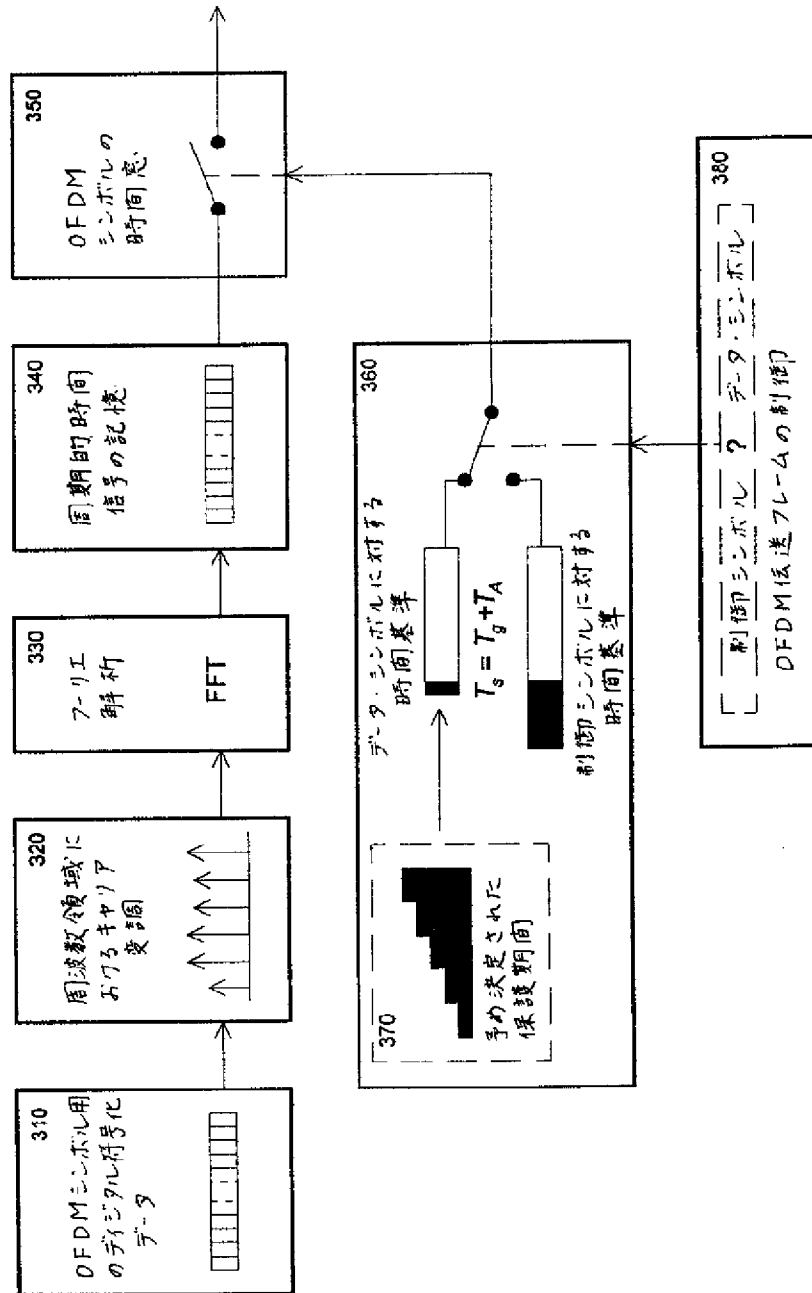 310
OFDMシンボル用
のディジタル符号化
データ
320
周波数領域に
おけるキャリア
変調
330
フーリエ
解析
FFT
340
周期的時間
信号の記憶
350
OFDM
シンボルの
時間窓
360
データ・シンボルに対する
時間基準
Tₛ = T_g + T_A
制御シンボルに対する
時間基準
370
予め決定された
保護期間
380
制御シンボル ? データ・シンボル
OFDM伝送フレームの制御